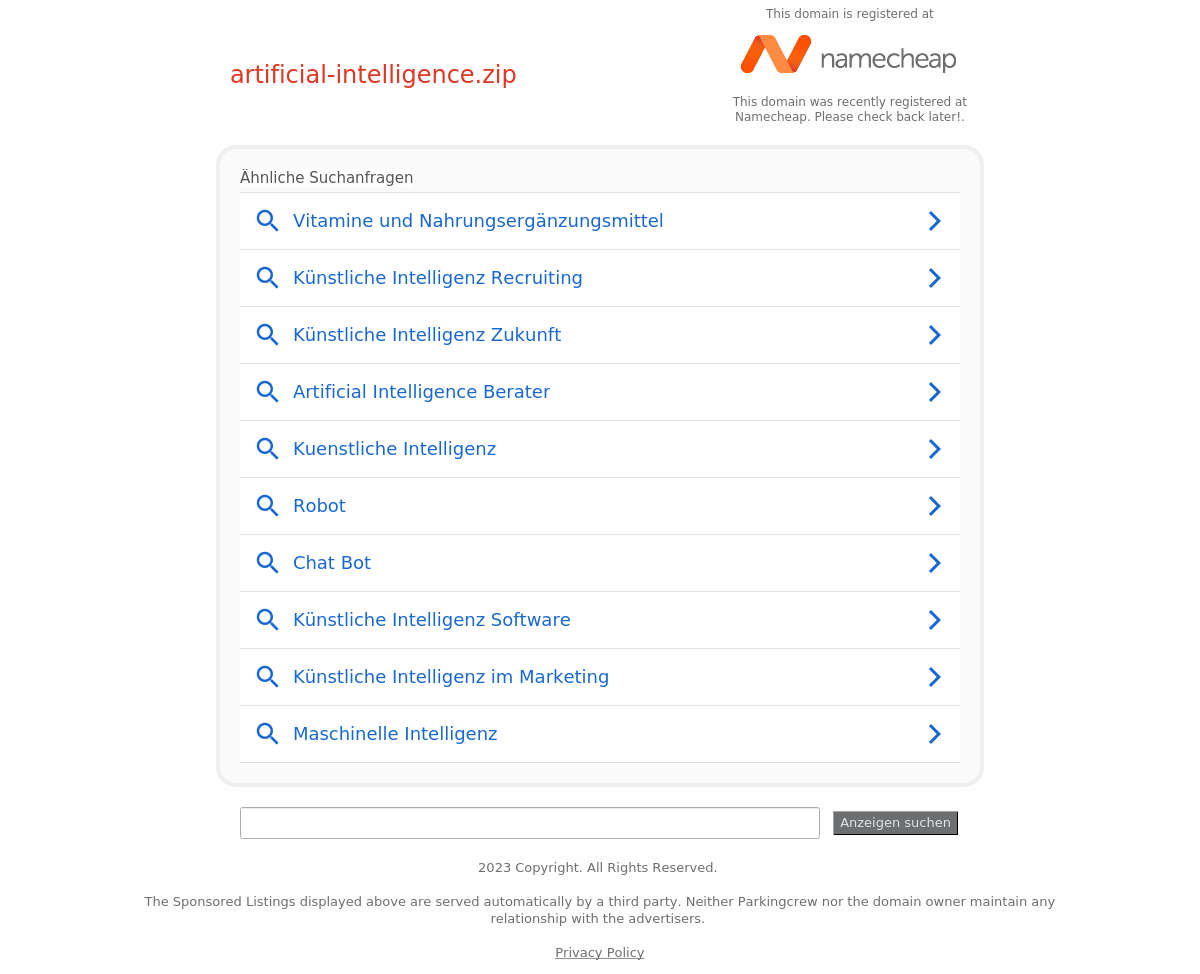 This domain is registered at
namecheap
artificial-intelligence.zip
This domain was recently registered at
Namecheap. Please check back later!.
Ähnliche Suchanfragen
Vitamine und Nahrungsergänzungsmittel
Künstliche Intelligenz Recruiting
Künstliche Intelligenz Zukunft
Artificial Intelligence Berater
Kuenstliche Intelligenz
Robot
Chat Bot
Künstliche Intelligenz Software
Künstliche Intelligenz im Marketing
Maschinelle Intelligenz
Anzeigen suchen
2023 Copyright. All Rights Reserved.
The Sponsored Listings displayed above are served automatically by a third party. Neither Parkingcrew nor the domain owner maintain any
relationship with the advertisers.
Privacy Policy